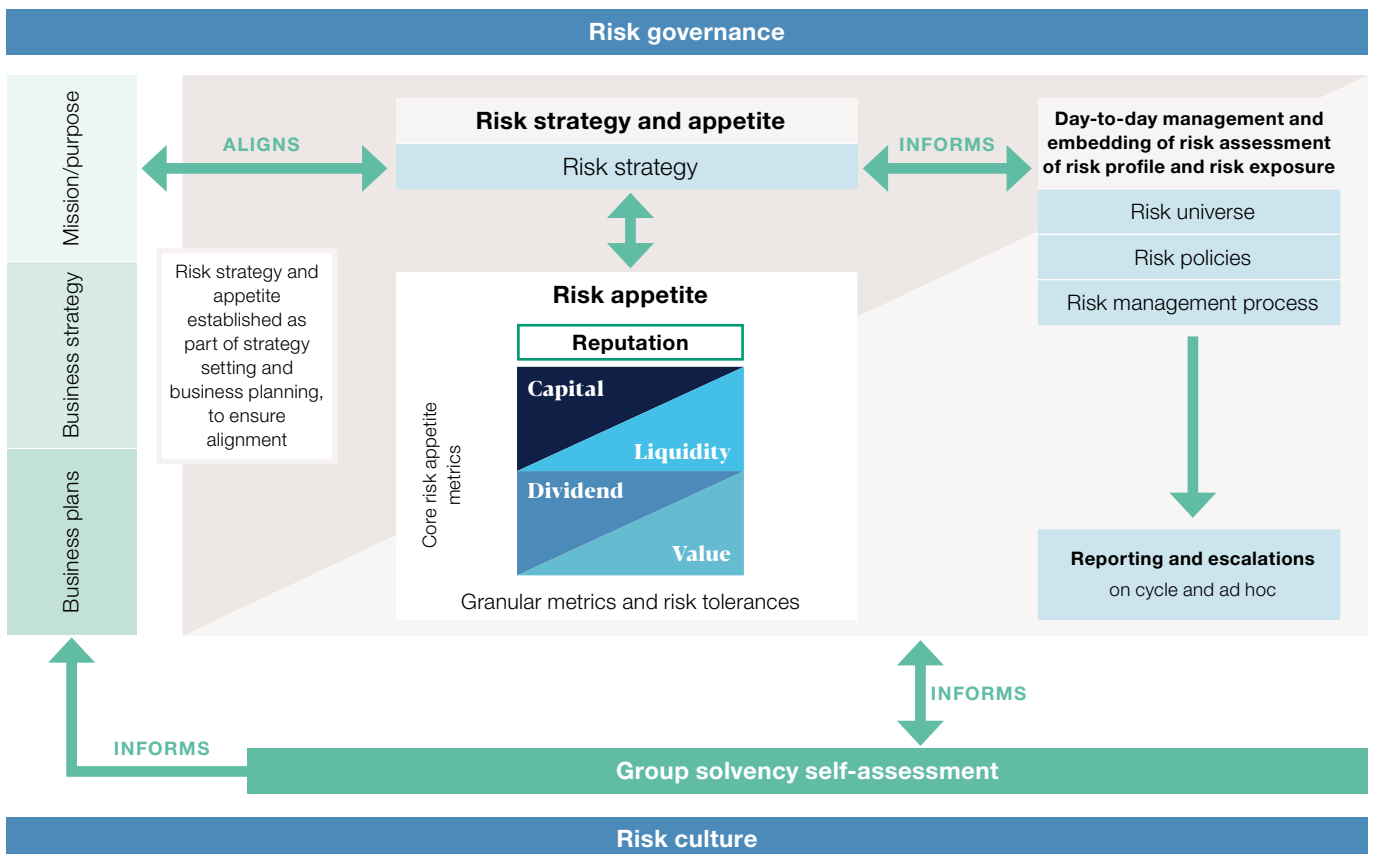 Risk governance
Mission/purpose
Business strategy
Business plans
ALIGNS
Risk strategy and
appetite
established as
part of strategy
setting and
business planning,
to ensure
alignment
Risk strategy and appetite
Risk strategy
Risk appetite
Reputation
Capital
Liquidity
Dividend
Value
Core risk appetite
metrics
Granular metrics and risk tolerances
INFORMS
Day-to-day management and
embedding of risk assessment
of risk profile and risk exposure
Risk universe
Risk policies
Risk management process
Reporting and escalations
on cycle and ad hoc
INFORMS
INFORMS
Group solvency self-assessment
Risk culture